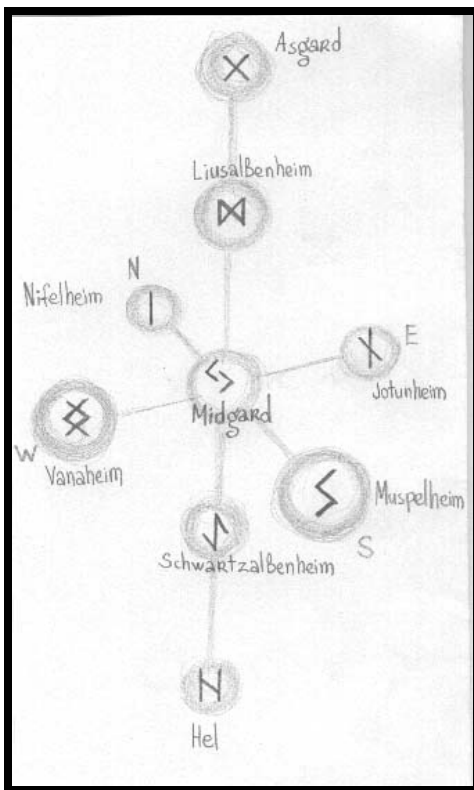 Asgard
ᚷ
Liusalbenheim
ᛞ
N
Nifelheim
ᛁ
E
ᚾ
Jotunheim
ᛃ
Midgard
W
ᛝ
Vanaheim
ᛊ
Muspelheim
S
ᛇ
Schwartzalbenheim
ᚺ
Hel